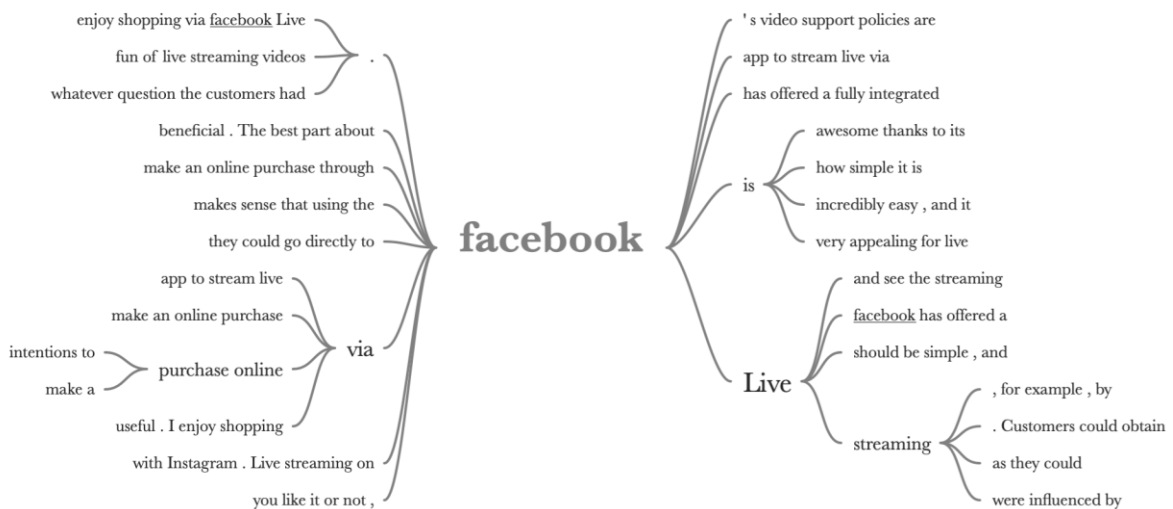 enjoy shopping via facebook Live
fun of live streaming videos
whatever question the customers had
.
beneficial . The best part about
make an online purchase through
makes sense that using the
they could go directly to
app to stream live
make an online purchase
intentions to
make a
purchase online
useful . I enjoy shopping
via
with Instagram . Live streaming on
you like it or not ,
facebook
' s video support policies are
app to stream live via
has offered a fully integrated
is
awesome thanks to its
how simple it is
incredibly easy , and it
very appealing for live
Live
and see the streaming
facebook has offered a
should be simple , and
streaming
, for example , by
. Customers could obtain
as they could
were influenced by